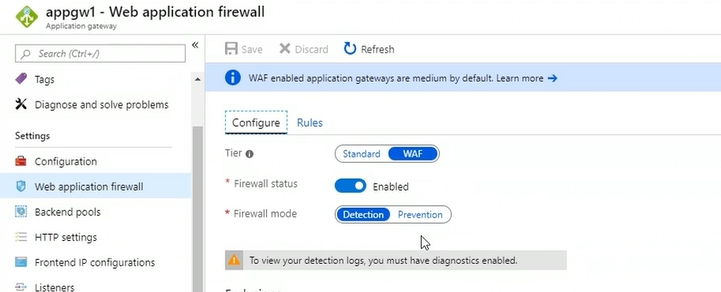 appgw1 - Web application firewall
Application gateway
Search (Ctrl+/)
Tags
Diagnose and solve problems
Settings
Configuration
Web application firewall
Backend pools
HTTP settings
Frontend IP configurations
Listeners
Save Discard Refresh
WAF enabled application gateways are medium by default. Learn more →
Configure Rules
Tier Standard WAF
* Firewall status Enabled
* Firewall mode Detection Prevention
To view your detection logs, you must have diagnostics enabled.